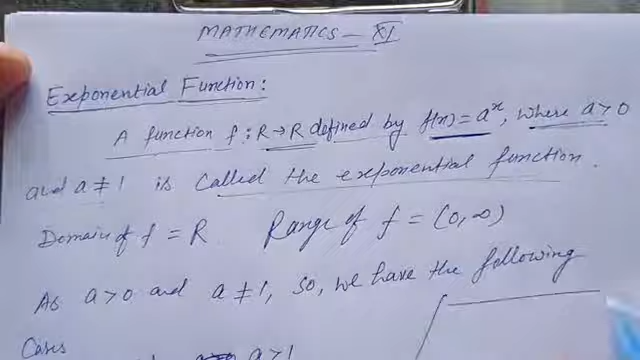 MATHEMATICS - XI
Exponential Function:
A function f : R→R defined by f(x) = a^x, where a > 0
and a ≠ 1 is called the exponential function.
Domain of f = R Range of f = (0, ∞)
As a > 0 and a ≠ 1, so, we have the following
Cases
a > 1